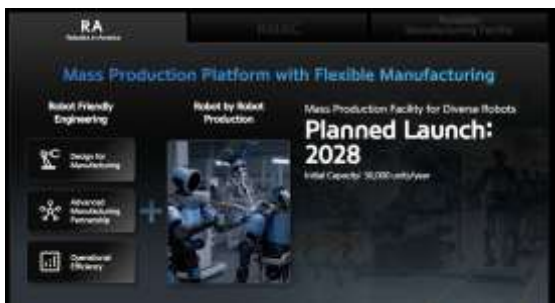 RA
Robotics in America
Mass Production Platform with Flexible Manufacturing
Robot Friendly
Engineering
Design for
Manufacturing
Advanced
Manufacturing
Partnership
Operational
Efficiency
+
Robot by Robot
Production
Mass Production Facility for Diverse Robots
Planned Launch:
2028
Initial Capacity: 30,000 units/year